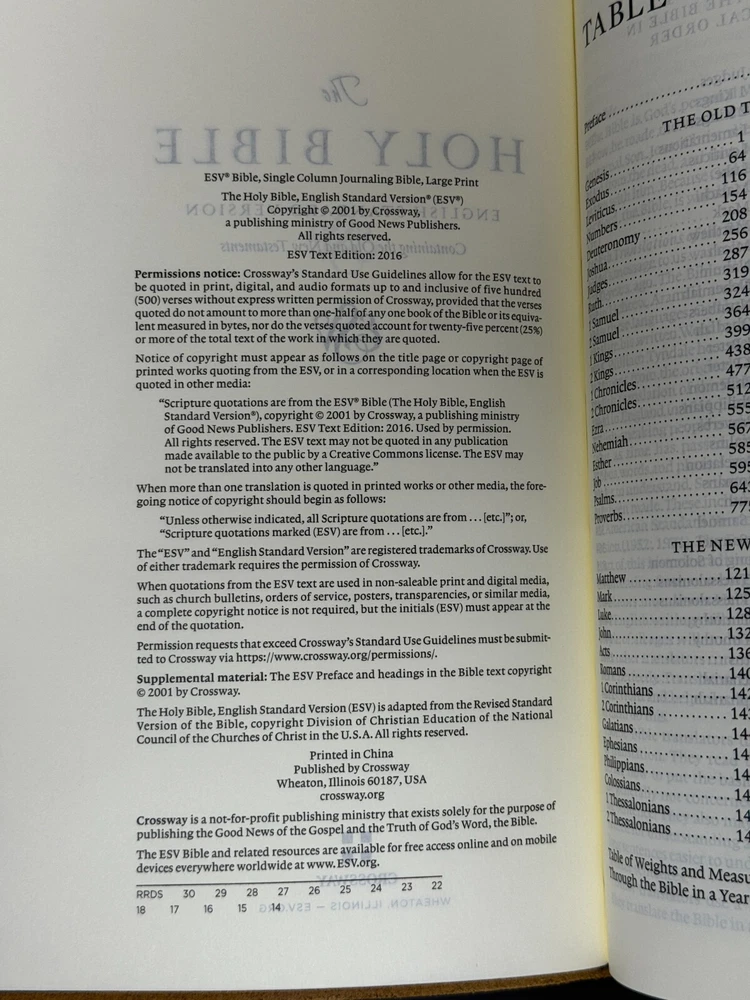 The
HOLY BIBLE
ESV® Bible, Single Column Journaling Bible, Large Print
The Holy Bible, English Standard Version® (ESV®)
Copyright © 2001 by Crossway,
ENGLISH STANDARD VERSION
a publishing ministry of Good News Publishers.
All rights reserved.
Containing the Old and New Testaments
ESV Text Edition: 2016
Permissions notice: Crossway's Standard Use Guidelines allow for the ESV text to
be quoted in print, digital, and audio formats up to and inclusive of five hundred
(500) verses without express written permission of Crossway, provided that the verses
quoted do not amount to more than one-half of any one book of the Bible or its equiva-
lent measured in bytes, nor do the verses quoted account for twenty-five percent (25%)
or more of the total text of the work in which they are quoted.
Notice of copyright must appear as follows on the title page or copyright page of
printed works quoting from the ESV, or in a corresponding location when the ESV is
quoted in other media:
“Scripture quotations are from the ESV® Bible (The Holy Bible, English
Standard Version®), copyright © 2001 by Crossway, a publishing ministry
of Good News Publishers. ESV Text Edition: 2016. Used by permission.
All rights reserved. The ESV text may not be quoted in any publication
made available to the public by a Creative Commons license. The ESV may
not be translated into any other language.”
When more than one translation is quoted in printed works or other media, the fore-
going notice of copyright should begin as follows:
“Unless otherwise indicated, all Scripture quotations are from . . . [etc.]”; or,
“Scripture quotations marked (ESV) are from . . . [etc.].”
The “ESV” and “English Standard Version” are registered trademarks of Crossway. Use
of either trademark requires the permission of Crossway.
When quotations from the ESV text are used in non-saleable print and digital media,
such as church bulletins, orders of service, posters, transparencies, or similar media,
a complete copyright notice is not required, but the initials (ESV) must appear at the
end of the quotation.
Permission requests that exceed Crossway's Standard Use Guidelines must be submit-
ted to Crossway via https://www.crossway.org/permissions/.
Supplemental material: The ESV Preface and headings in the Bible text copyright
© 2001 by Crossway.
The Holy Bible, English Standard Version (ESV) is adapted from the Revised Standard
Version of the Bible, copyright Division of Christian Education of the National
Council of the Churches of Christ in the U.S.A. All rights reserved.
Printed in China
Published by Crossway
Wheaton, Illinois 60187, USA
crossway.org
Crossway is a not-for-profit publishing ministry that exists solely for the purpose of
publishing the Good News of the Gospel and the Truth of God's Word, the Bible.
The ESV Bible and related resources are available for free access online and on mobile
devices everywhere worldwide at www.ESV.org.
CROSSWAY
RRDS 30 29 28 27 26 25 24 23 22
18 17 16 15 14
WHEATON, ILLINOIS — ESV.ORG
TABLE
Preface
THE OLD T
Genesis 1
Exodus 64
Leviticus 116
Numbers 154
Deuteronomy 208
Joshua 256
Judges 287
Ruth 319
1 Samuel 324
2 Samuel 364
1 Kings 399
2 Kings 438
1 Chronicles 477
2 Chronicles 512
Ezra 555
Nehemiah 567
Esther 585
Job 595
Psalms
Proverbs
THE NEW
Matthew 121
Mark 125
Luke 128
John 132
Acts 136
Romans 140
1 Corinthians 14
2 Corinthians 14
Galatians 14
Ephesians 14
Philippians 14
Colossians 14
1 Thessalonians 14
2 Thessalonians 14
Table of Weights and Measu
Through the Bible in a Year